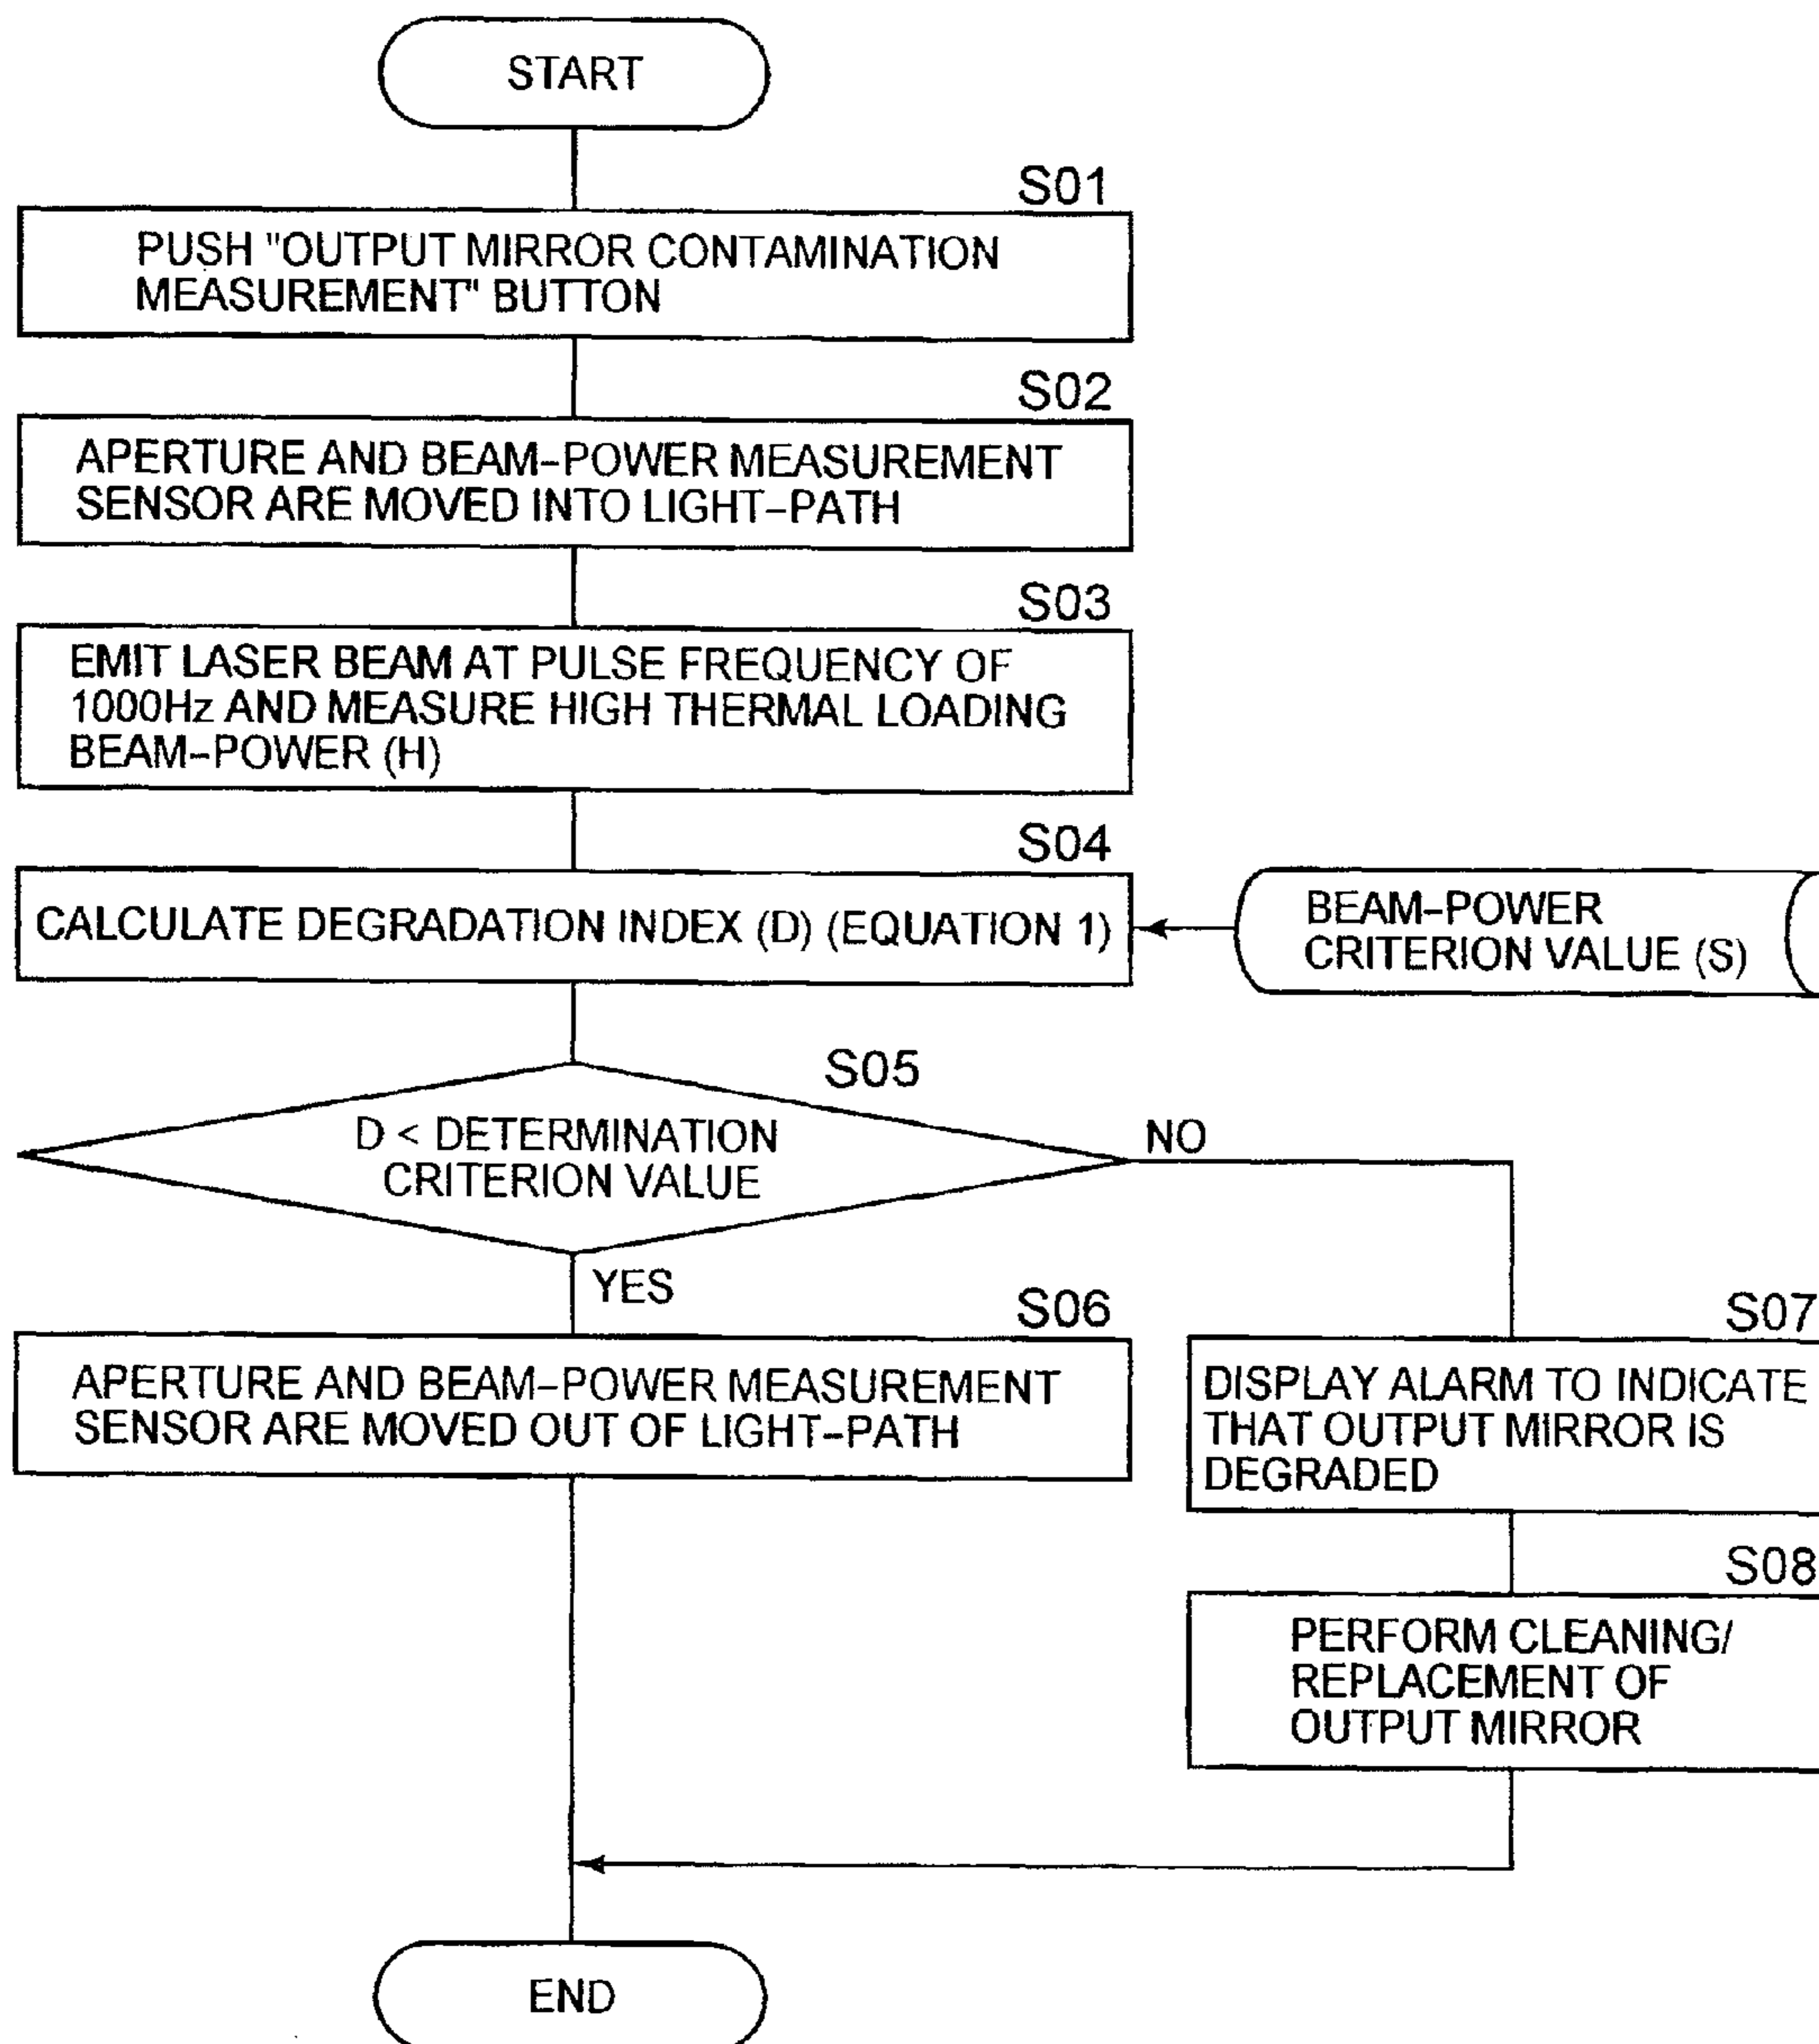 START
S01
PUSH "OUTPUT MIRROR CONTAMINATION
MEASUREMENT" BUTTON
S02
APERTURE AND BEAM-POWER MEASUREMENT
SENSOR ARE MOVED INTO LIGHT-PATH
S03
EMIT LASER BEAM AT PULSE FREQUENCY OF
1000Hz AND MEASURE HIGH THERMAL LOADING
BEAM-POWER (H)
S04
CALCULATE DEGRADATION INDEX (D) (EQUATION 1)
BEAM-POWER
CRITERION VALUE (S)
S05
D < DETERMINATION
CRITERION VALUE
NO
YES
S06
APERTURE AND BEAM-POWER MEASUREMENT
SENSOR ARE MOVED OUT OF LIGHT-PATH
S07
DISPLAY ALARM TO INDICATE
THAT OUTPUT MIRROR IS
DEGRADED
S08
PERFORM CLEANING/
REPLACEMENT OF
OUTPUT MIRROR
END